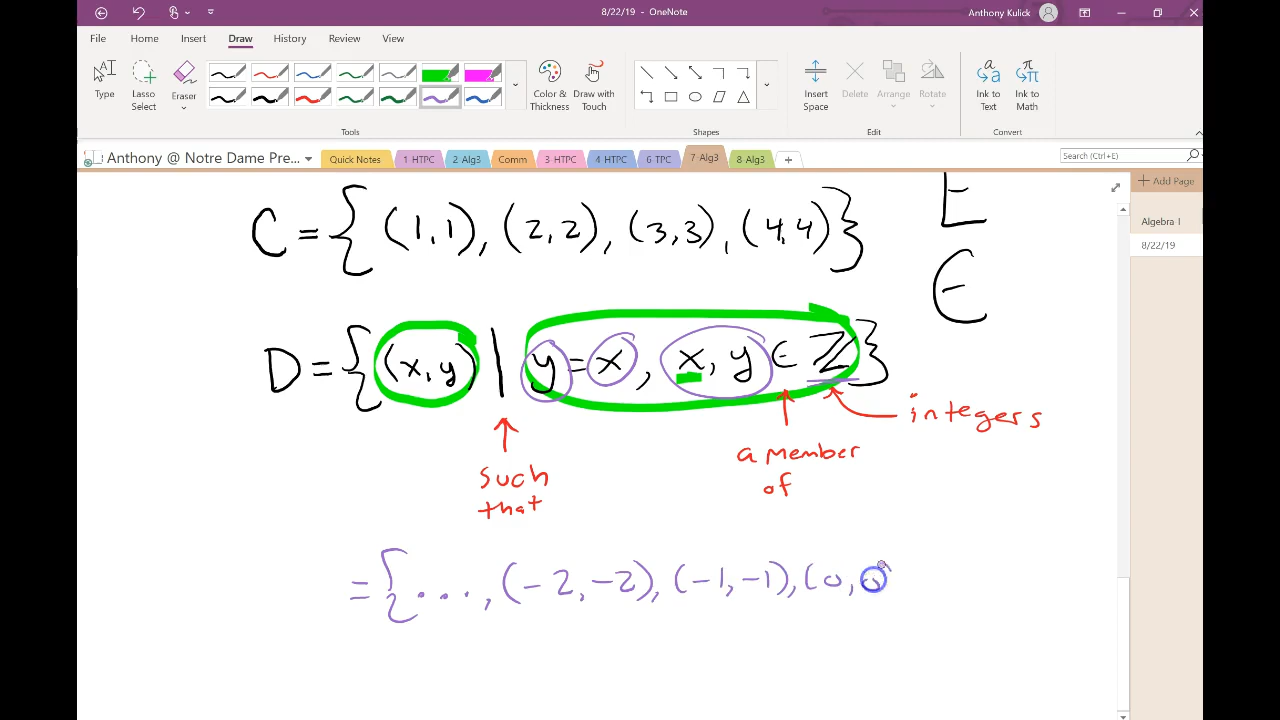 8/22/19 - OneNote
Anthony Kulick
File Home Insert Draw History Review View
Type
Lasso Select
Eraser
Color & Thickness
Draw with Touch
Insert Space
Delete
Arrange
Rotate
Ink to Text
Ink to Math
Tools
Shapes
Edit
Convert
Anthony @ Notre Dame Pre...
Quick Notes
1 HTPC
2 Alg3
Comm
3 HTPC
4 HTPC
6 TPC
7 Alg3
8 Alg3
Search (Ctrl+E)
Add Page
Algebra I
8/22/19
E
C = { (1,1), (2,2), (3,3), (4,4) }
∈
D = { (x,y) | y = x, x, y ∈ ℤ }
integers
a member
of
such
that
= { ..., (-2,-2), (-1,-1), (0,0